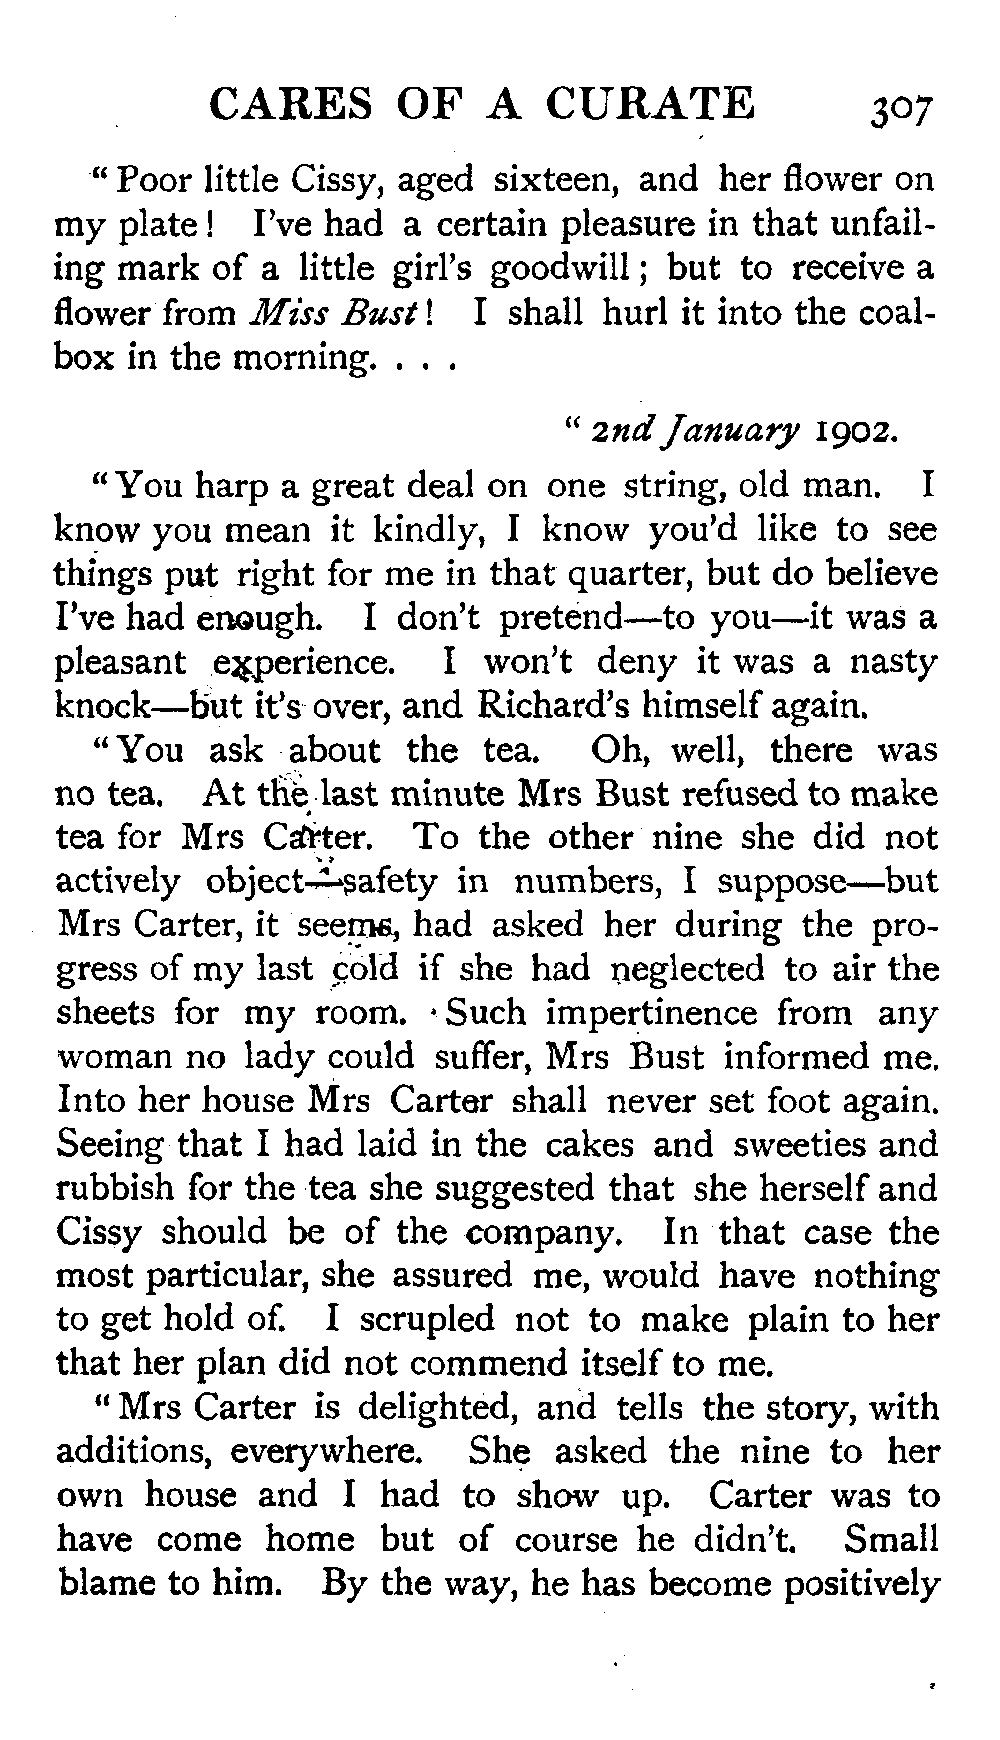 CARES OF A CURATE 307
“Poor little Cissy, aged sixteen, and her flower on
my plate! I've had a certain pleasure in that unfail-
ing mark of a little girl's goodwill; but to receive a
flower from Miss Bust! I shall hurl it into the coal-
box in the morning. . . .
“2nd January 1902.
“You harp a great deal on one string, old man. I
know you mean it kindly, I know you'd like to see
things put right for me in that quarter, but do believe
I've had enough. I don't pretend—to you—it was a
pleasant experience. I won't deny it was a nasty
knock—but it's over, and Richard's himself again.
“You ask about the tea. Oh, well, there was
no tea. At the last minute Mrs Bust refused to make
tea for Mrs Carter. To the other nine she did not
actively object—safety in numbers, I suppose—but
Mrs Carter, it seems, had asked her during the pro-
gress of my last cold if she had neglected to air the
sheets for my room. Such impertinence from any
woman no lady could suffer, Mrs Bust informed me.
Into her house Mrs Carter shall never set foot again.
Seeing that I had laid in the cakes and sweeties and
rubbish for the tea she suggested that she herself and
Cissy should be of the company. In that case the
most particular, she assured me, would have nothing
to get hold of. I scrupled not to make plain to her
that her plan did not commend itself to me.
“Mrs Carter is delighted, and tells the story, with
additions, everywhere. She asked the nine to her
own house and I had to show up. Carter was to
have come home but of course he didn't. Small
blame to him. By the way, he has become positively